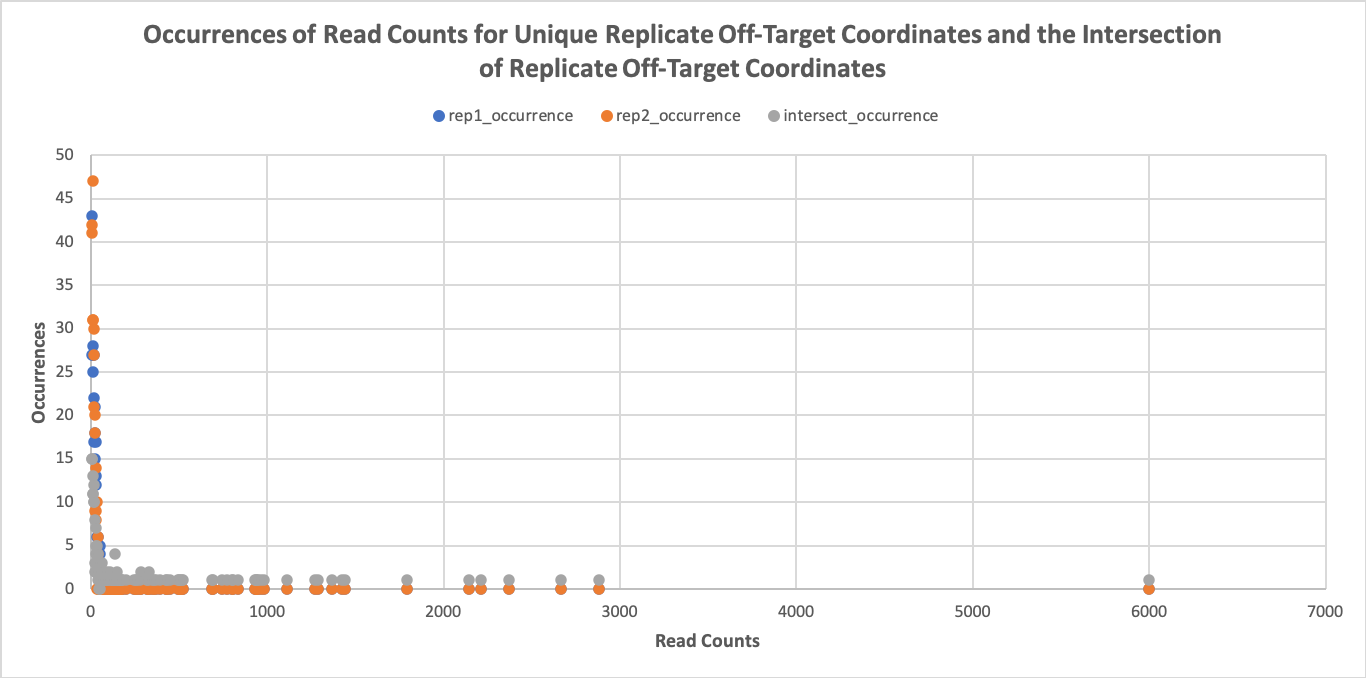 Occurrences of Read Counts for Unique Replicate Off-Target Coordinates and the Intersection
of Replicate Off-Target Coordinates
rep1_occurrence rep2_occurrence intersect_occurrence
50
45
40
35
30
25
20
15
10
5
0
Occurrences
0 1000 2000 3000 4000 5000 6000 7000
Read Counts